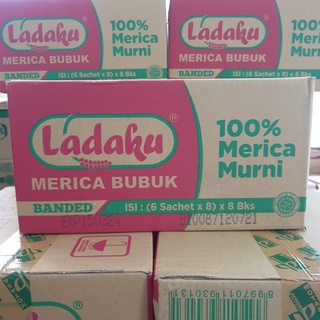 Ladaku
MERICA BUBUK
BANDED
ISI : (6 Sachet x 8) x 8 Bks
100%
Merica
Murni
Ladaku
MERICA BUBUK
BANDED
ISI : (6 Sachet x 8) x 8 Bks
100%
Merica
Murni
Ladaku ®
MERICA BUBUK
BANDED
ISI : (6 Sachet x 8) x 8 Bks
100%
Merica
Murni
EXP150324
8997011
930131